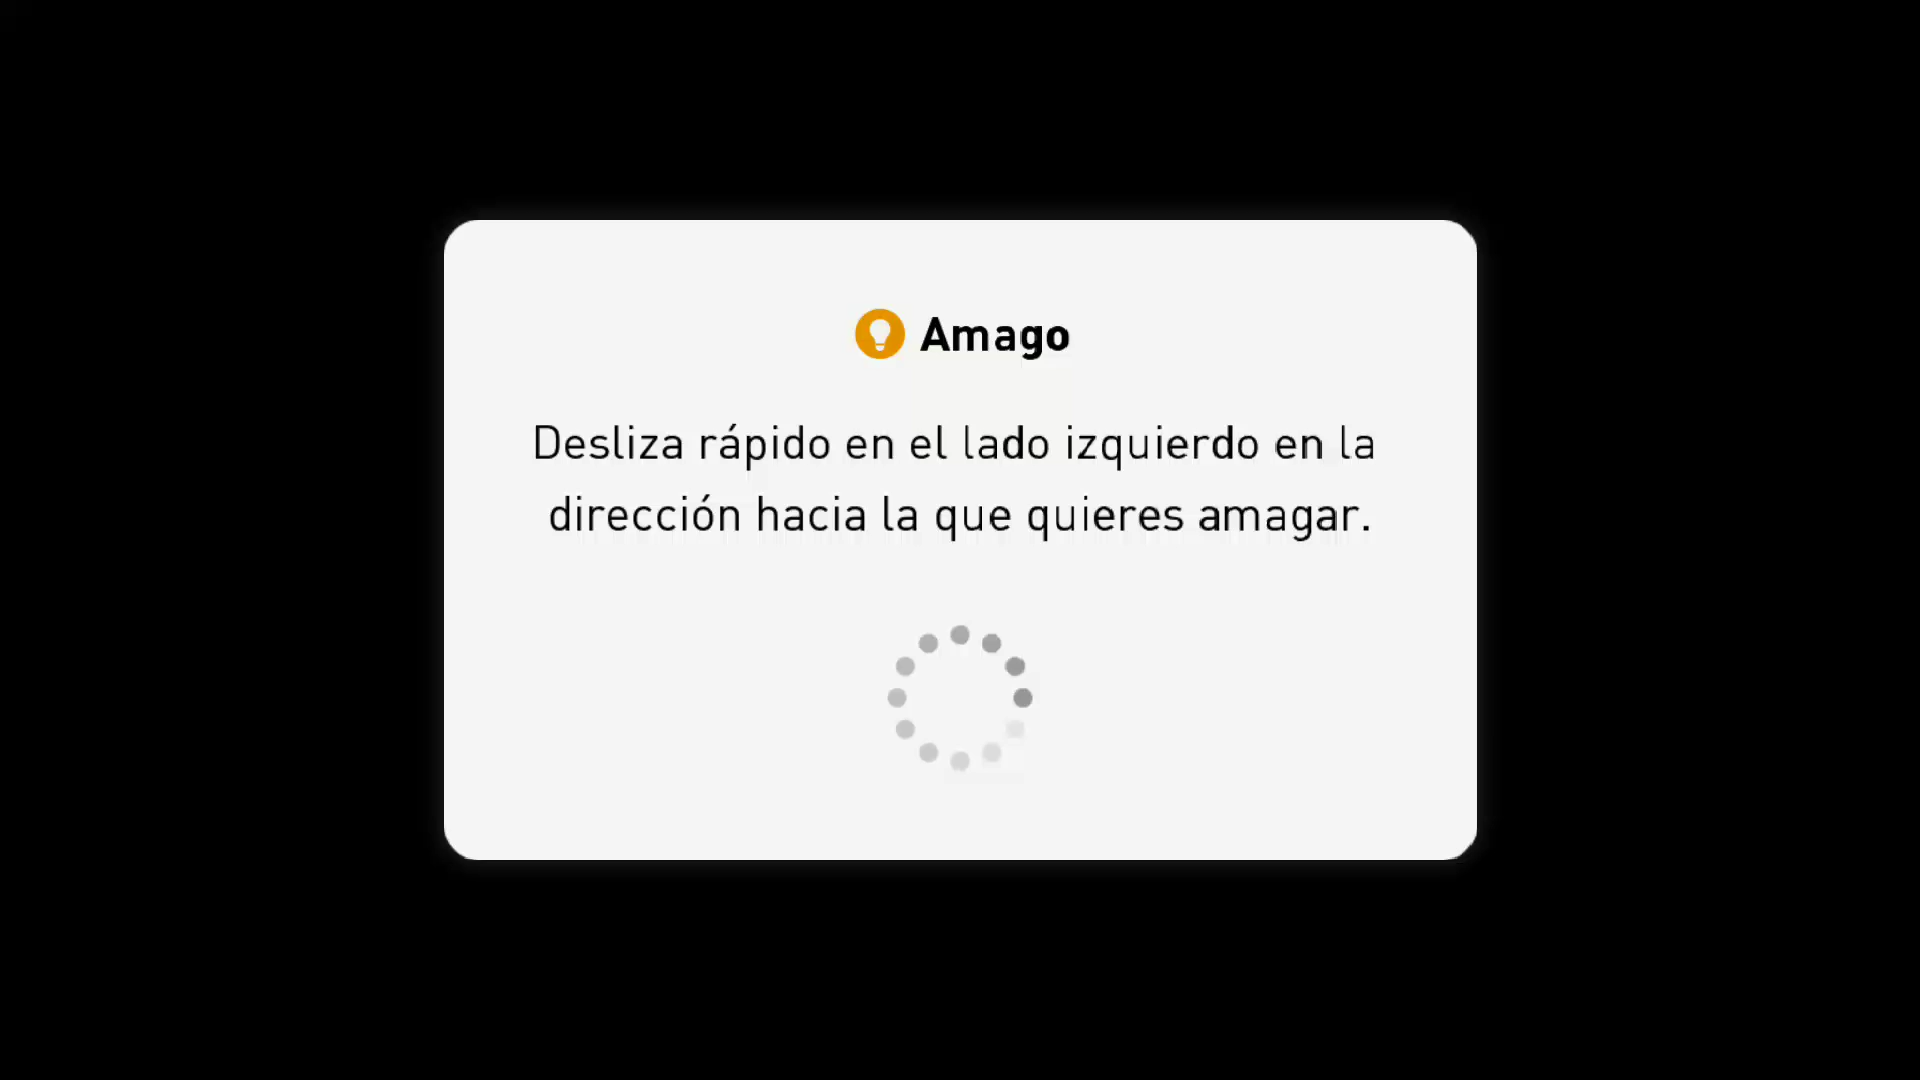 Amago
Desliza rápido en el lado izquierdo en la
dirección hacia la que quieres amagar.